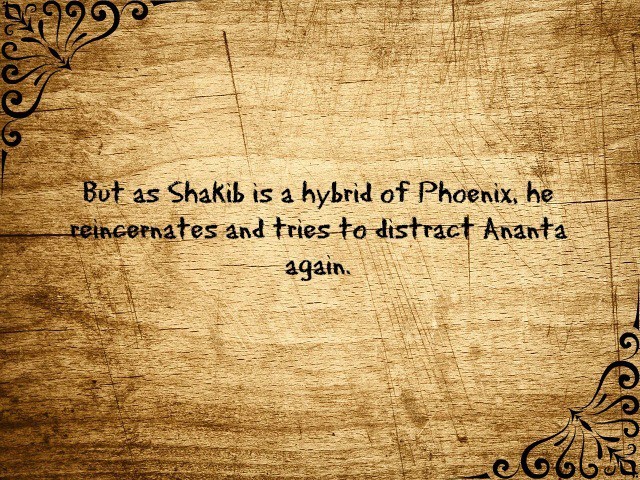 But as Shakib is a hybrid of Phoenix, he
reincernates and tries to distract Ananta
again.